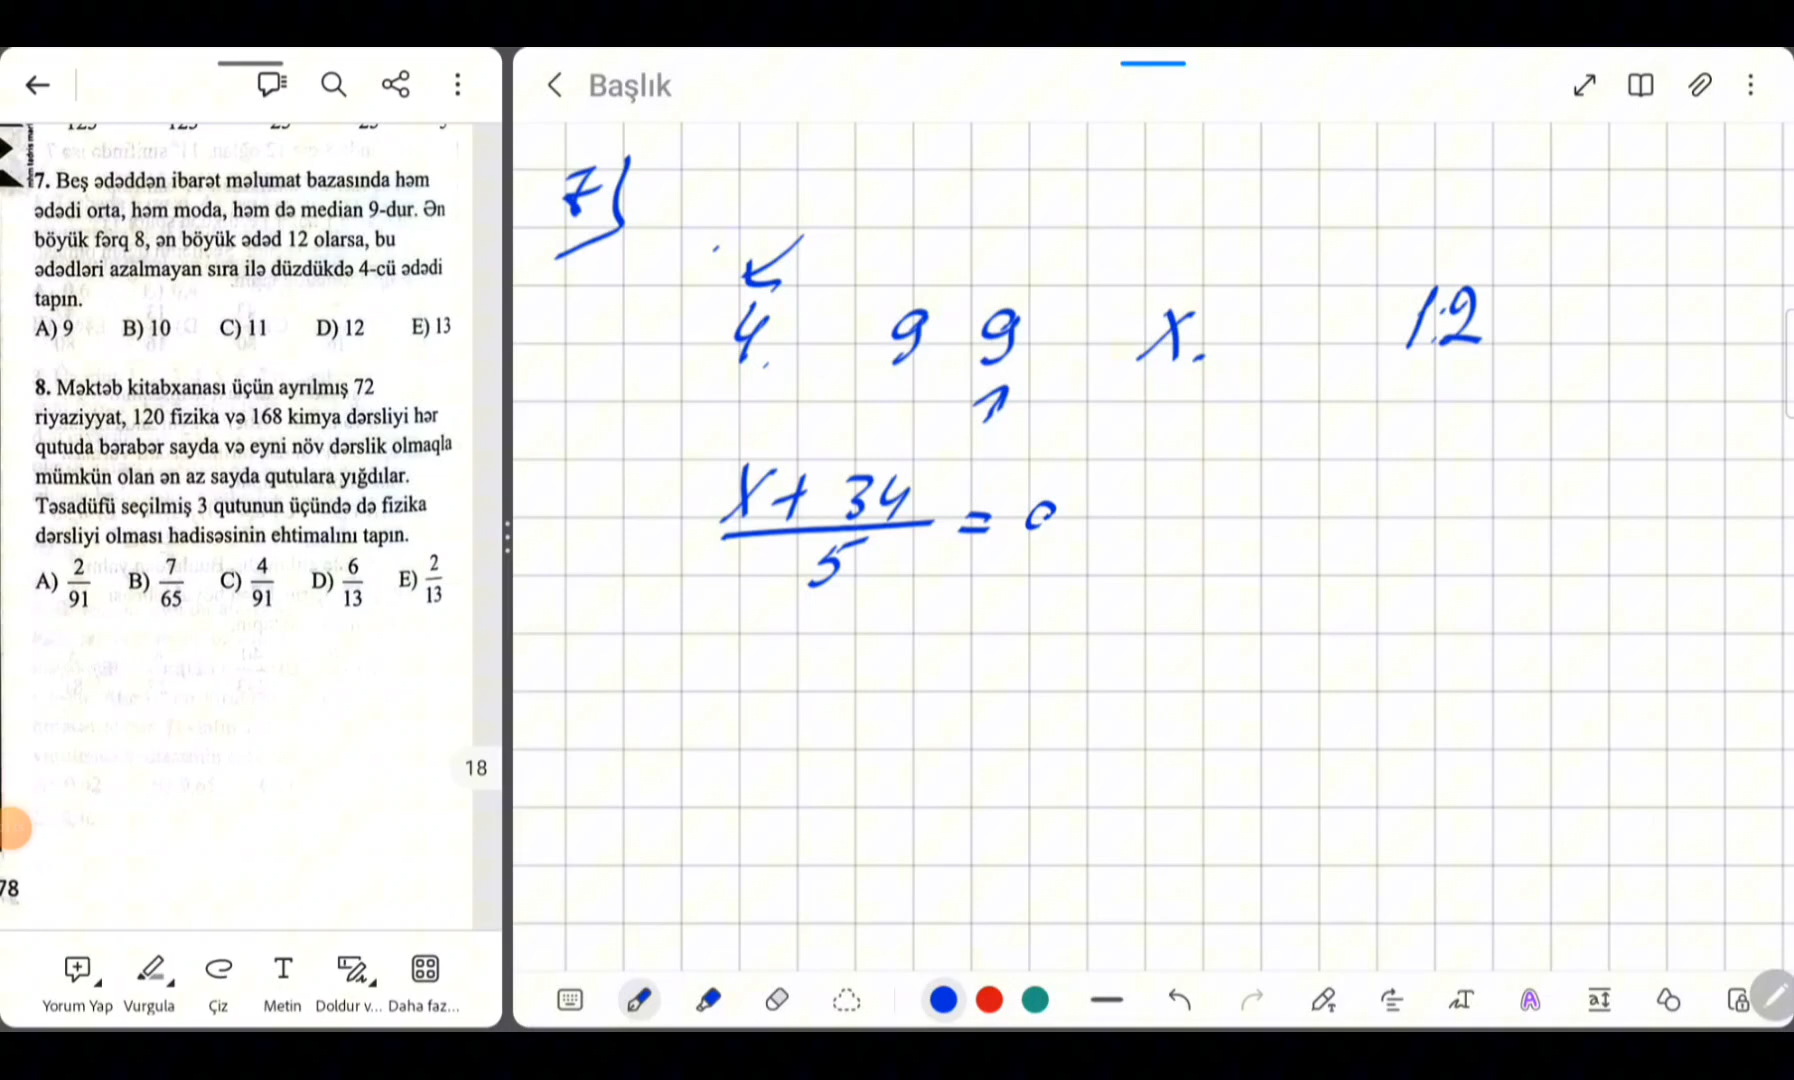 Başlık
7. Beş ədəddən ibarət məlumat bazasında həm
ədədi orta, həm moda, həm də median 9-dur. Ən
böyük fərq 8, ən böyük ədəd 12 olarsa, bu
ədədləri azalmayan sıra ilə düzdükdə 4-cü ədədi
tapın.
A) 9 B) 10 C) 11 D) 12 E) 13
8. Məktəb kitabxanası üçün ayrılmış 72
riyaziyyat, 120 fizika və 168 kimya dərsliyi hər
qutuda bərabər sayda və eyni növ dərslik olmaqla
mümkün olan ən az sayda qutulara yığdılar.
Təsadüfü seçilmiş 3 qutunun üçündə də fizika
dərsliyi olması hadisəsinin ehtimalını tapın.
A) 2/91 B) 7/65 C) 4/91 D) 6/13 E) 2/13
18
78
Yorum Yap Vurgula Çiz Metin Doldur v... Daha faz...
7)
4 9 9 x 12
x + 34
=
5